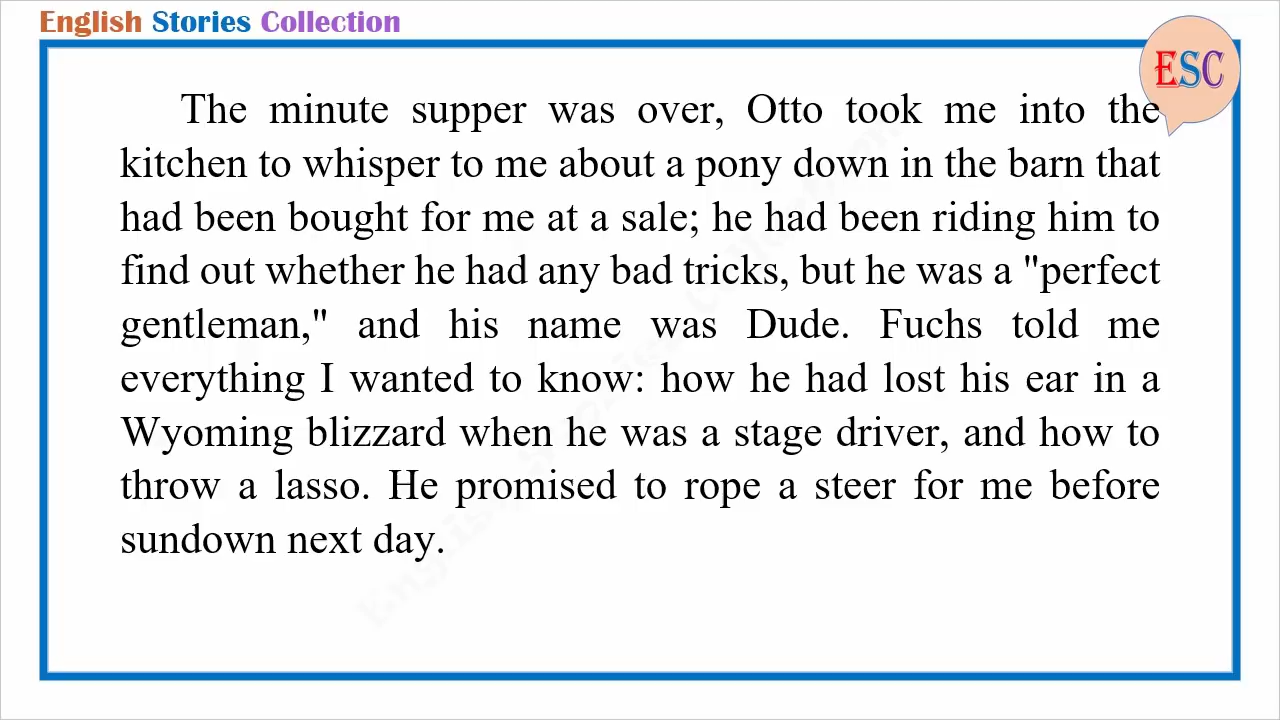 English Stories Collection
ESC
The minute supper was over, Otto took me into the
kitchen to whisper to me about a pony down in the barn that
had been bought for me at a sale; he had been riding him to
find out whether he had any bad tricks, but he was a "perfect
gentleman," and his name was Dude. Fuchs told me
everything I wanted to know: how he had lost his ear in a
Wyoming blizzard when he was a stage driver, and how to
throw a lasso. He promised to rope a steer for me before
sundown next day.